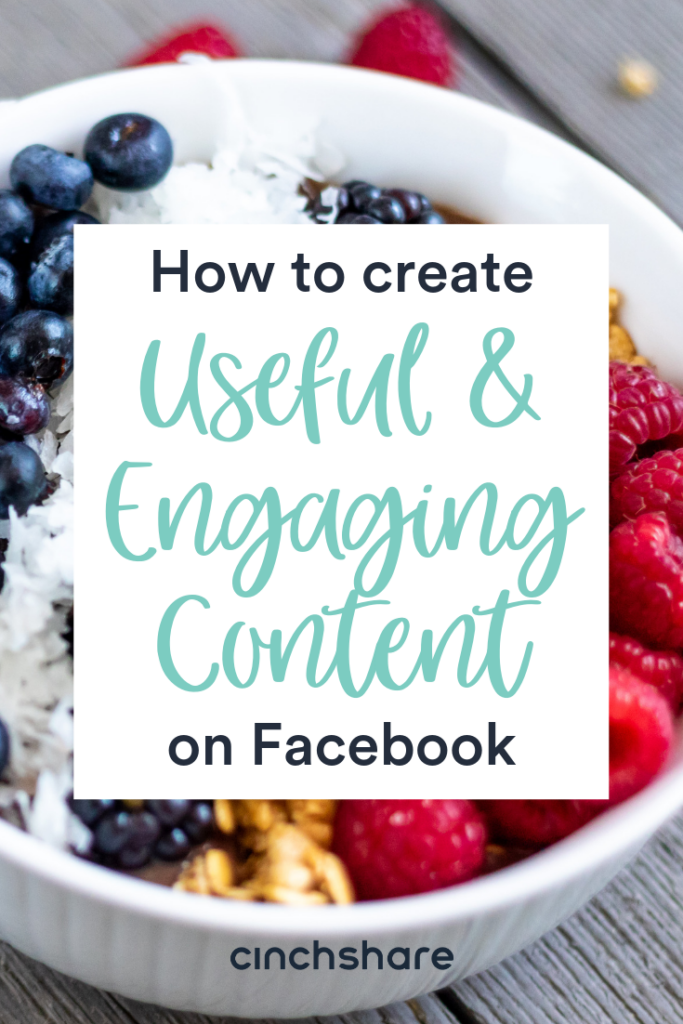 How to create
Useful &
Engaging
Content
on Facebook
cinchshare